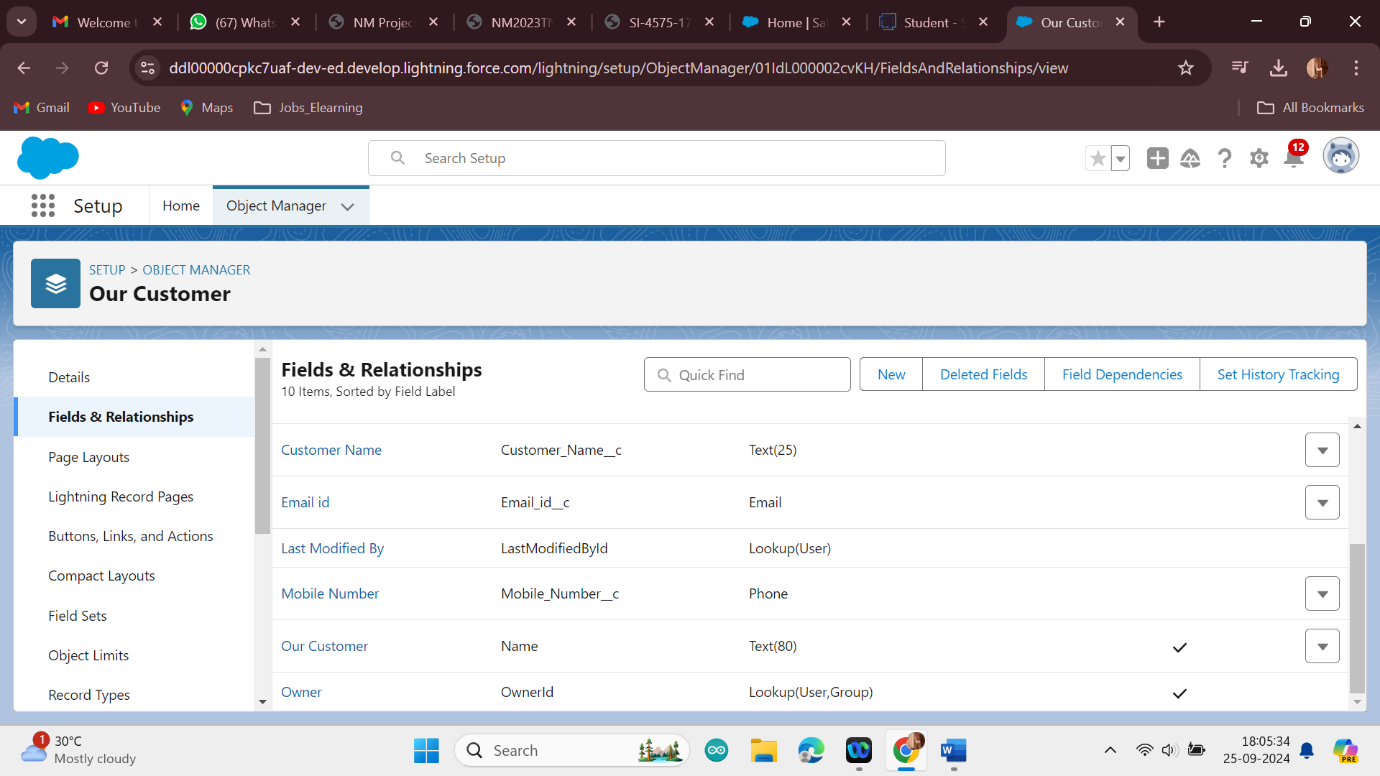 Welcome t
(67) Whats
NM Projec
NM2023TN
SI-4575-17
Home | Sal
Student - S
Our Custo
ddl00000cpkc7uaf-dev-ed.develop.lightning.force.com/lightning/setup/ObjectManager/01IdL000002cvKH/FieldsAndRelationships/view
Gmail YouTube Maps Jobs_Elearning All Bookmarks
Search Setup
12
Setup Home Object Manager
SETUP > OBJECT MANAGER
Our Customer
Details
Fields & Relationships
Page Layouts
Lightning Record Pages
Buttons, Links, and Actions
Compact Layouts
Field Sets
Object Limits
Record Types
Fields & Relationships
10 Items, Sorted by Field Label
Quick Find
New Deleted Fields Field Dependencies Set History Tracking
Customer Name Customer_Name__c Text(25)
Email id Email_id__c Email
Last Modified By LastModifiedById Lookup(User)
Mobile Number Mobile_Number__c Phone
Our Customer Name Text(80)
Owner OwnerId Lookup(User,Group)
1
30°C
Mostly cloudy
Search
18:05:34
25-09-2024
PRE